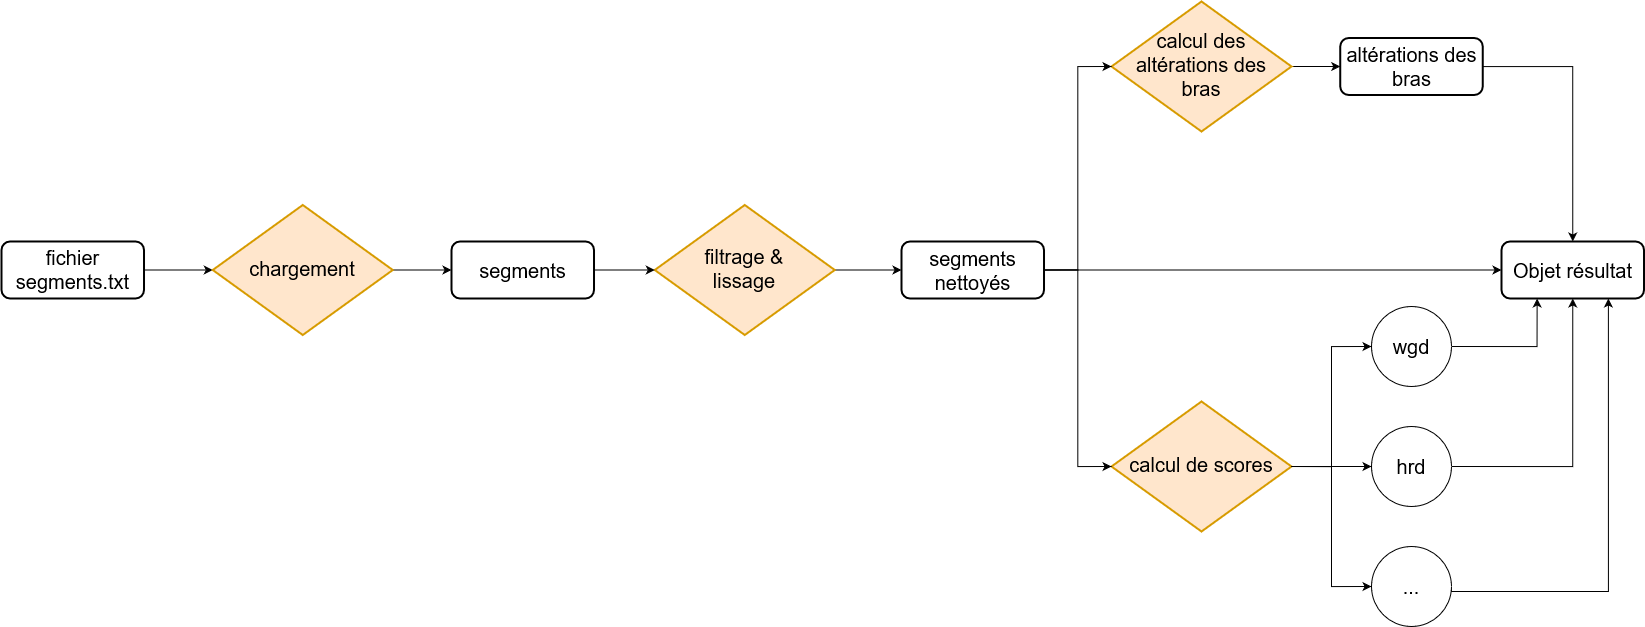 fichier
segments.txt
chargement
segments
filtrage &
lissage
segments
nettoyés
calcul des
altérations des
bras
altérations des
bras
Objet résultat
calcul de scores
wgd
hrd
...